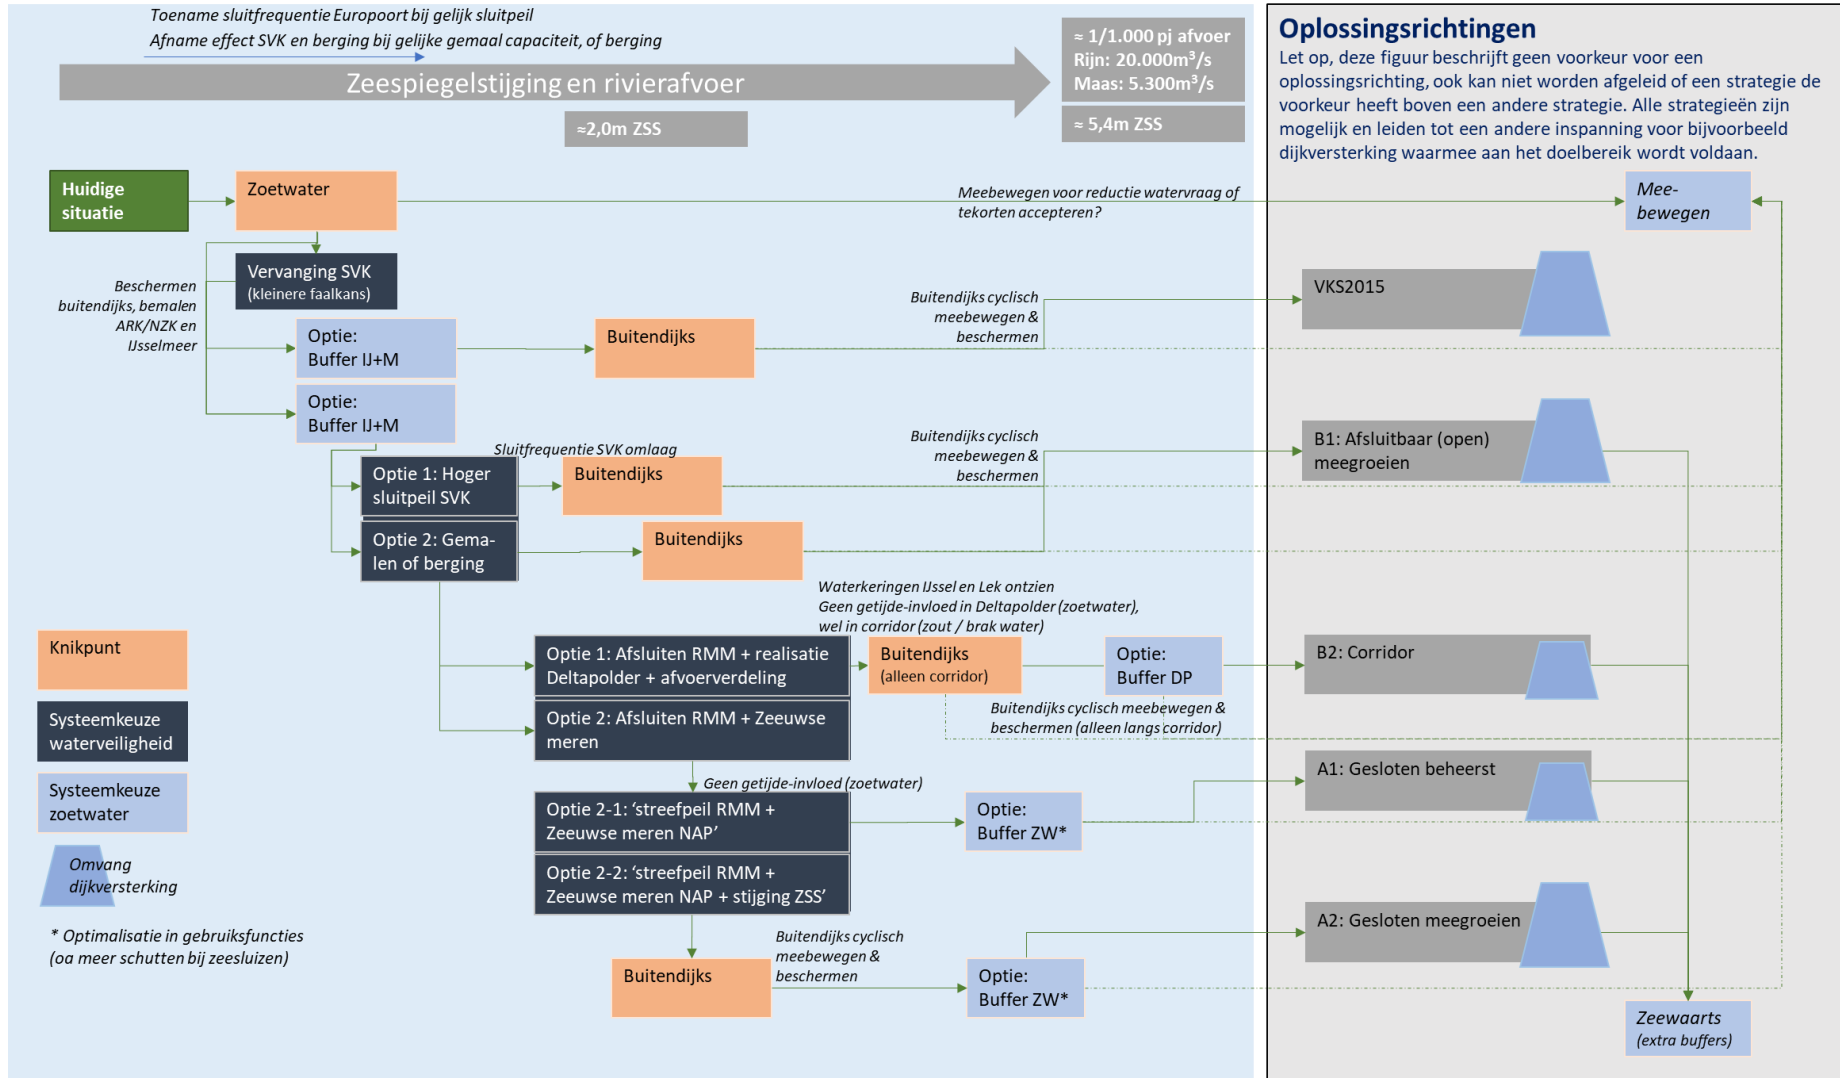 Toename sluitfrequentie Europoort bij gelijk sluitpeil
Afname effect SVK en berging bij gelijke gemaal capaciteit, of berging
Zeespiegelstijging en rivierafvoer
≈ 1/1.000 pj afvoer
Rijn: 20.000m³/s
Maas: 5.300m³/s
≈2,0m ZSS
≈ 5,4m ZSS
Oplossingsrichtingen
Let op, deze figuur beschrijft geen voorkeur voor een
oplossingsrichting, ook kan niet worden afgeleid of een strategie de
voorkeur heeft boven een andere strategie. Alle strategieën zijn
mogelijk en leiden tot een andere inspanning voor bijvoorbeeld
dijkversterking waarmee aan het doelbereik wordt voldaan.
Huidige
situatie
Zoetwater
Meebewegen voor reductie watervraag of
tekorten accepteren?
Mee-
bewegen
Vervanging SVK
(kleinere faalkans)
Beschermen
buitendijks, bemalen
ARK/NZK en
IJsselmeer
Optie:
Buffer IJ+M
Buitendijks
Buitendijks cyclisch
meebewegen &
beschermen
VKS2015
Optie:
Buffer IJ+M
Sluitfrequentie SVK omlaag
Optie 1: Hoger
sluitpeil SVK
Buitendijks
Buitendijks cyclisch
meebewegen &
beschermen
B1: Afsluitbaar (open)
meegroeien
Optie 2: Gema-
len of berging
Buitendijks
Waterkeringen IJssel en Lek ontzien
Geen getijde-invloed in Deltapolder (zoetwater),
wel in corridor (zout / brak water)
Optie 1: Afsluiten RMM + realisatie
Deltapolder + afvoerverdeling
Buitendijks
(alleen corridor)
Optie:
Buffer DP
B2: Corridor
Optie 2: Afsluiten RMM + Zeeuwse
meren
Buitendijks cyclisch meebewegen &
beschermen (alleen langs corridor)
Geen getijde-invloed (zoetwater)
Optie 2-1: ‘streefpeil RMM +
Zeeuwse meren NAP’
Optie:
Buffer ZW*
A1: Gesloten beheerst
Optie 2-2: ‘streefpeil RMM +
Zeeuwse meren NAP + stijging ZSS’
Buitendijks
Buitendijks cyclisch
meebewegen &
beschermen
Optie:
Buffer ZW*
A2: Gesloten meegroeien
Zeewaarts
(extra buffers)
Knikpunt
Systeemkeuze
waterveiligheid
Systeemkeuze
zoetwater
Omvang
dijkversterking
* Optimalisatie in gebruiksfuncties
(oa meer schutten bij zeesluizen)